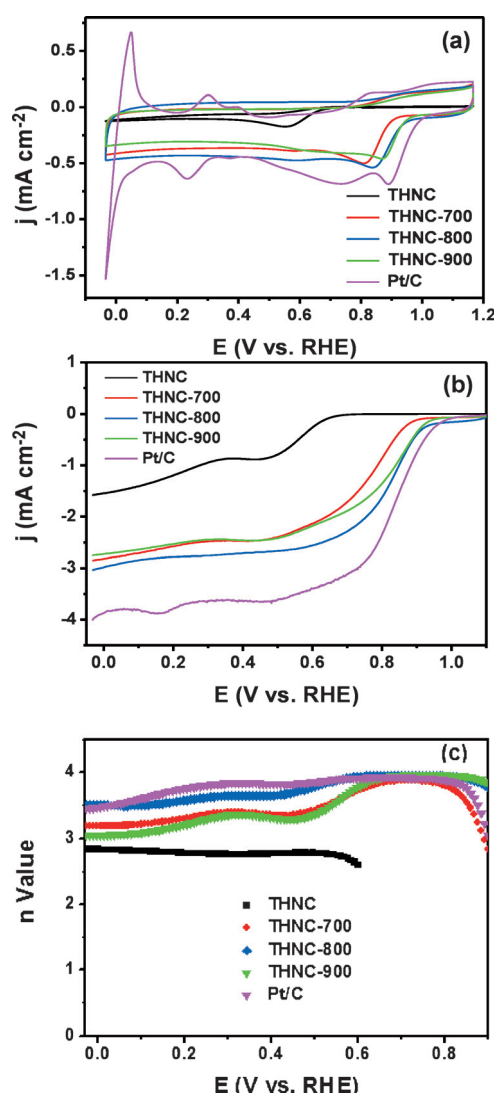 (a)
0.5
0.0
-0.5
-1.0
-1.5
j (mA cm⁻²)
THNC
THNC-700
THNC-800
THNC-900
Pt/C
0.0 0.2 0.4 0.6 0.8 1.0 1.2
E (V vs. RHE)
(b)
THNC
THNC-700
THNC-800
THNC-900
Pt/C
1
0
-1
-2
-3
-4
j (mA cm⁻²)
0.0 0.2 0.4 0.6 0.8 1.0
E (V vs. RHE)
(c)
5
4
3
2
1
0
n Value
THNC
THNC-700
THNC-800
THNC-900
Pt/C
0.0 0.2 0.4 0.6 0.8
E (V vs. RHE)